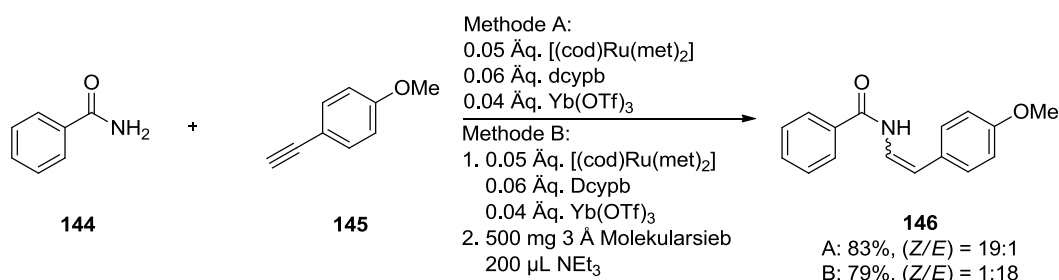 Methode A:
0.05 Äq. [(cod)Ru(met)2]
0.06 Äq. dcypb
0.04 Äq. Yb(OTf)3
Methode B:
1. 0.05 Äq. [(cod)Ru(met)2]
0.06 Äq. Dcypb
0.04 Äq. Yb(OTf)3
2. 500 mg 3 Å Molekularsieb
200 µL NEt3
O
NH2
144
+
OMe
145
O
HN
OMe
146
A: 83%, (Z/E) = 19:1
B: 79%, (Z/E) = 1:18